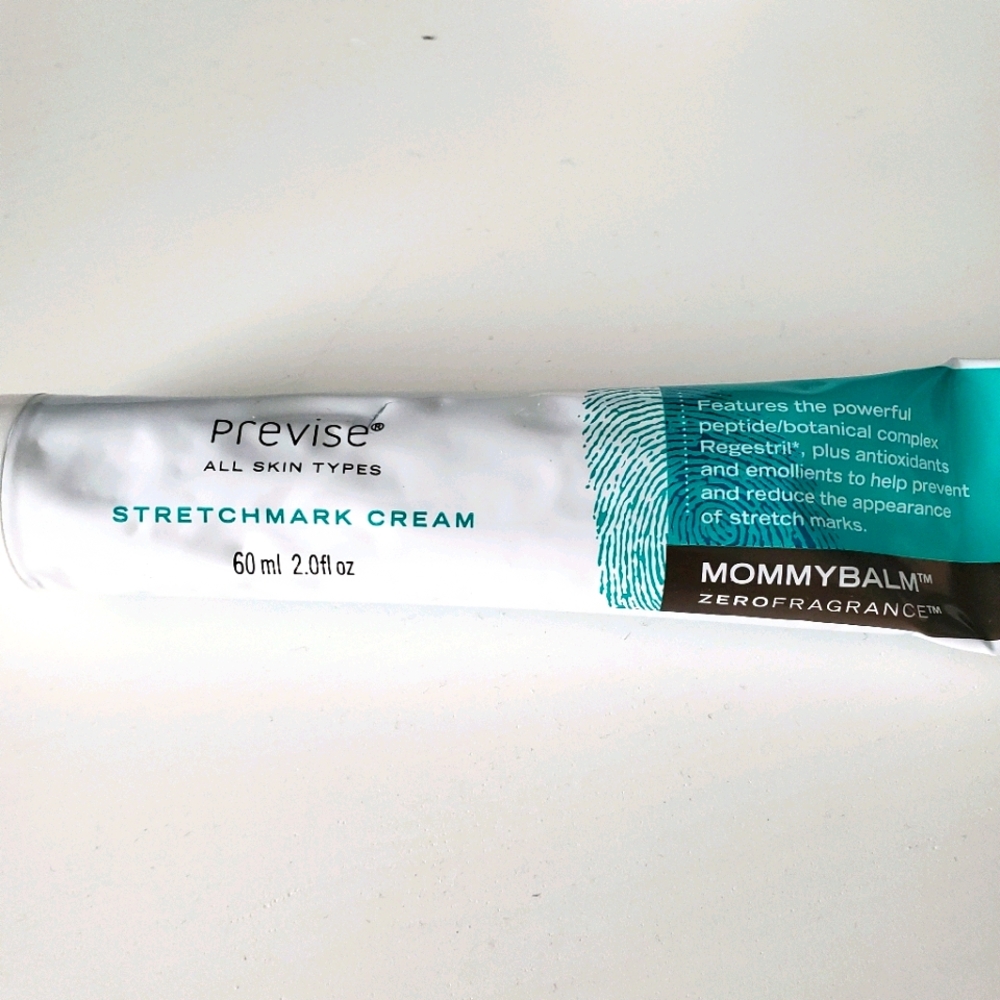 Previse®
ALL SKIN TYPES
STRETCHMARK CREAM
60 ml 2.0fl oz
Features the powerful
peptide/botanical complex
Regestril*, plus antioxidants
and emollients to help prevent
and reduce the appearance
of stretch marks.
MOMMYBALM™
ZEROFRAGRANCE™